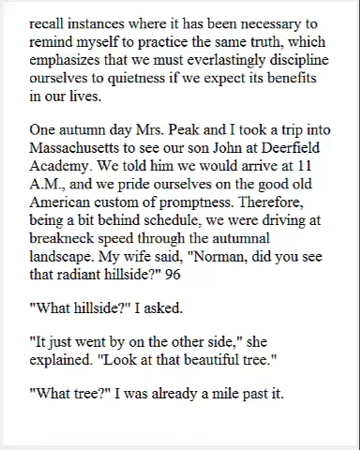 recall instances where it has been necessary to
remind myself to practice the same truth, which
emphasizes that we must everlastingly discipline
ourselves to quietness if we expect its benefits
in our lives.
One autumn day Mrs. Peak and I took a trip into
Massachusetts to see our son John at Deerfield
Academy. We told him we would arrive at 11
A.M., and we pride ourselves on the good old
American custom of promptness. Therefore,
being a bit behind schedule, we were driving at
breakneck speed through the autumnal
landscape. My wife said, "Norman, did you see
that radiant hillside?" 96
"What hillside?" I asked.
"It just went by on the other side," she
explained. "Look at that beautiful tree."
"What tree?" I was already a mile past it.